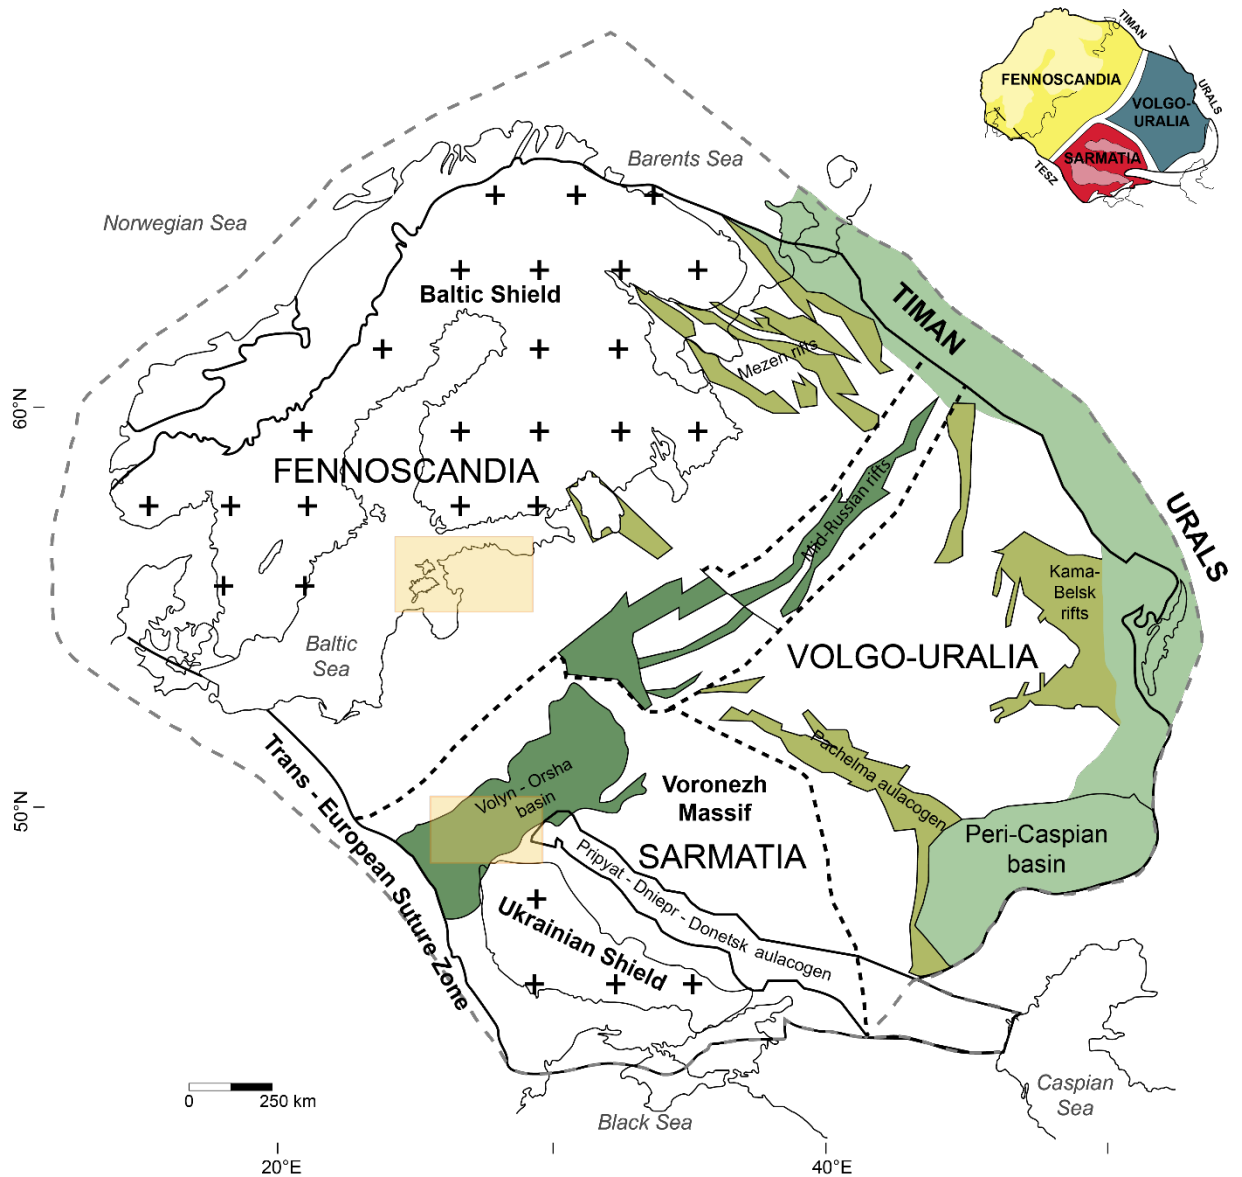 TIMAN
FENNOSCANDIA
URALS
VOLGO-
URALIA
SARMATIA
TESZ
Barents Sea
Norwegian Sea
Baltic Shield
TIMAN
Mezen rifts
60°N
FENNOSCANDIA
Mid-Russian rifts
URALS
Kama-
Belsk
rifts
Baltic
Sea
VOLGO-URALIA
Trans - European Suture Zone
Volyn - Orsha
basin
Pachelma aulacogen
Voronezh
Massif
50°N
SARMATIA
Peri-Caspian
basin
Pripyat - Dniepr - Donetsk aulacogen
Ukrainian Shield
0 250 km
Black Sea
Caspian
Sea
20°E 40°E